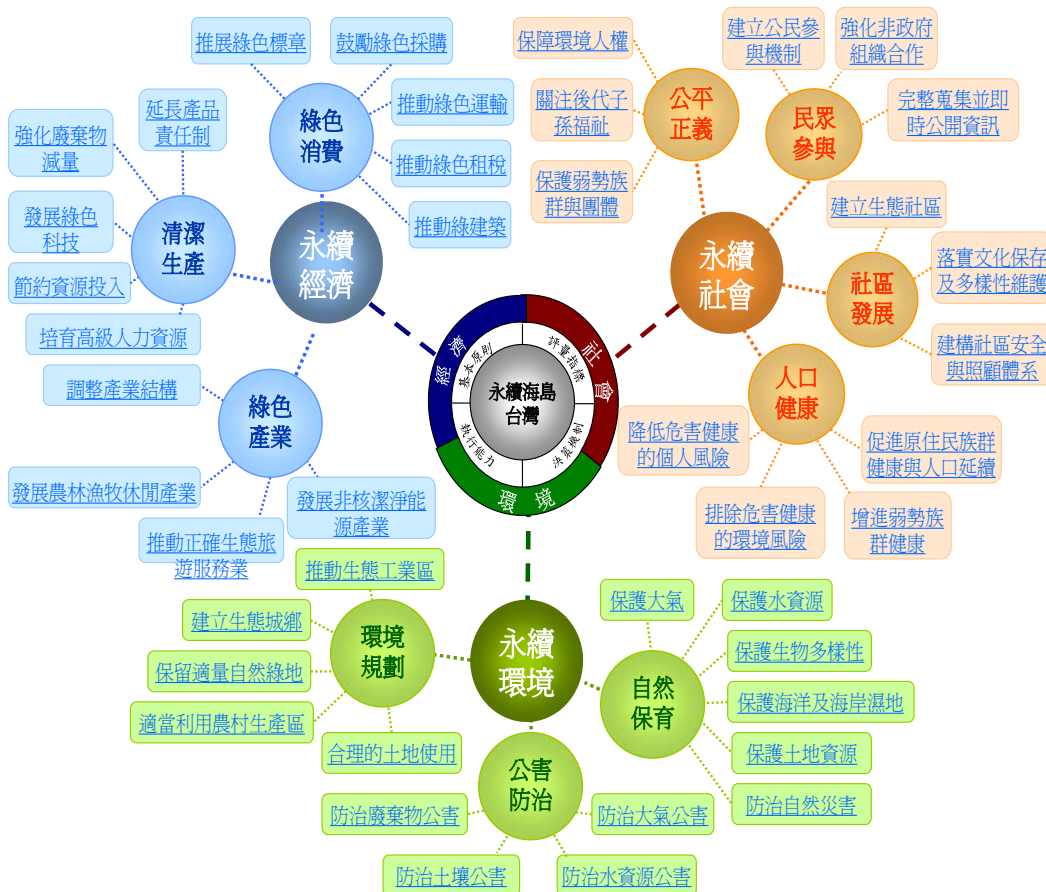 永續海島
台灣
經濟
社會
環境
基本原則
評量指標
執行能力
決策機制
永續
經濟
綠色
消費
推展綠色標章
鼓勵綠色採購
推動綠色運輸
推動綠色租稅
推動綠建築
清潔
生產
延長產品
責任制
強化廢棄物
減量
發展綠色
科技
節約資源投入
培育高級人力資源
綠色
產業
調整產業結構
發展農林漁牧休閒產業
推動正確生態旅
遊服務業
發展非核潔淨能
源產業
永續
社會
公平
正義
保障環境人權
關注後代子
孫福祉
保護弱勢族
群與團體
民眾
參與
建立公民參
與機制
強化非政府
組織合作
完整蒐集並即
時公開資訊
社區
發展
建立生態社區
落實文化保存
及多樣性維護
建構社區安全
與照顧體系
人口
健康
降低危害健康
的個人風險
排除危害健康
的環境風險
增進弱勢族
群健康
促進原住民族群
健康與人口延續
永續
環境
環境
規劃
推動生態工業區
建立生態城鄉
保留適量自然綠地
適當利用農村生產區
合理的土地使用
自然
保育
保護大氣
保護水資源
保護生物多樣性
保護海洋及海岸濕地
保護土地資源
防治自然災害
公害
防治
防治廢棄物公害
防治大氣公害
防治土壤公害
防治水資源公害